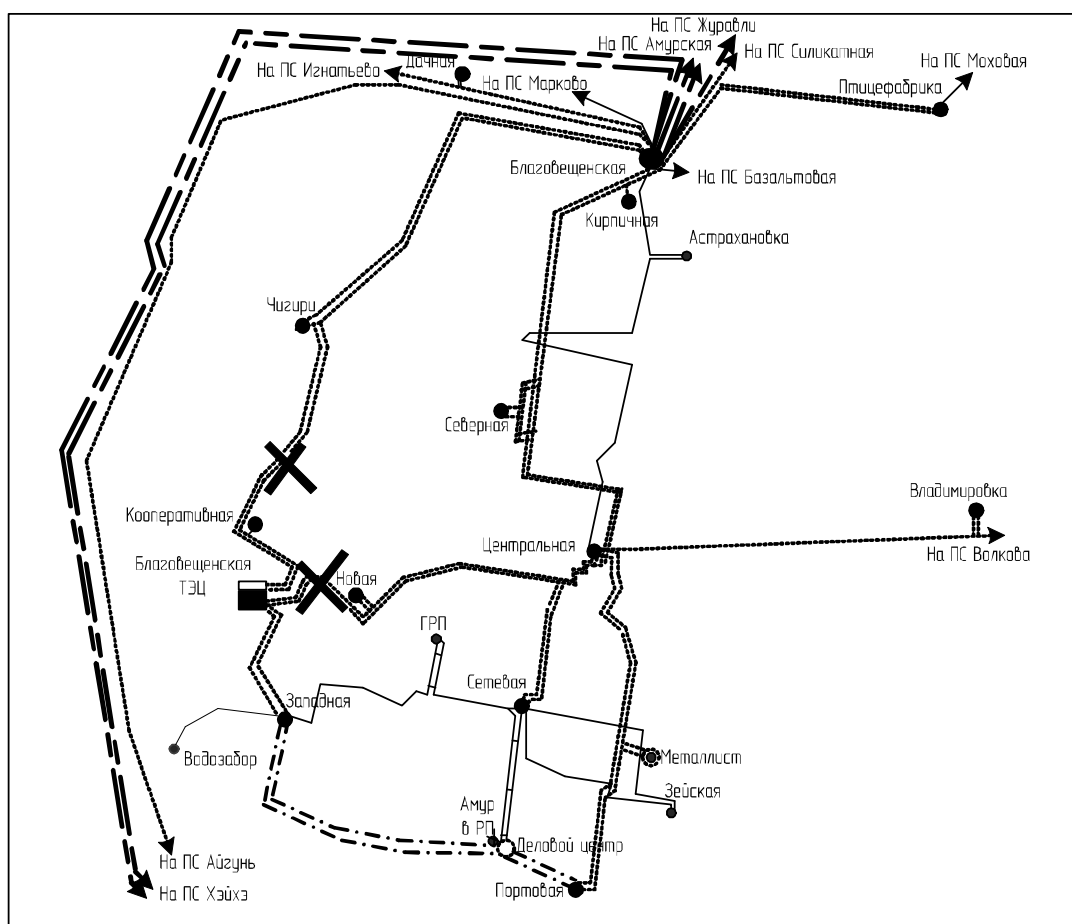 На ПС Журавли
На ПС Амурская
На ПС Силикатная
На ПС Моховая
На ПС Игнатьево
Дачная
На ПС Марково
Птицефабрика
Благовещенская
На ПС Базальтовая
Кирпичная
Астрахановка
Чигири
Северная
Кооперативная
Владимировка
Центральная
На ПС Волкова
Благовещенская
ТЭЦ
Новая
ГРП
Сетевая
Западная
Водозабор
Металлист
Зейская
Амур
в РП
Деловой центр
На ПС Айгунь
На ПС Хэйхэ
Портовая